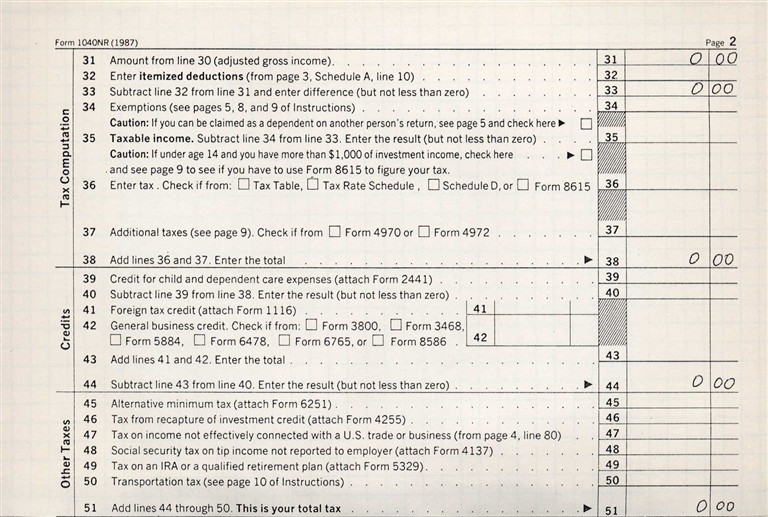 Form 1040NR (1987) Page 2
31 Amount from line 30 (adjusted gross income). 31 0 00
32 Enter itemized deductions (from page 3, Schedule A, line 10) 32
33 Subtract line 32 from line 31 and enter difference (but not less than zero) 33 0 00
34 Exemptions (see pages 5, 8, and 9 of Instructions) 34
Caution: If you can be claimed as a dependent on another person's return, see page 5 and check here ▶ ☐
Tax Computation
35 Taxable income. Subtract line 34 from line 33. Enter the result (but not less than zero) 35
Caution: If under age 14 and you have more than $1,000 of investment income, check here ▶ ☐
and see page 9 to see if you have to use Form 8615 to figure your tax.
36 Enter tax. Check if from: ☐ Tax Table, ☐ Tax Rate Schedule, ☐ Schedule D, or ☐ Form 8615 36
37 Additional taxes (see page 9). Check if from ☐ Form 4970 or ☐ Form 4972 37
38 Add lines 36 and 37. Enter the total ▶ 38 0 00
39 Credit for child and dependent care expenses (attach Form 2441) 39
40 Subtract line 39 from line 38. Enter the result (but not less than zero) 40
Credits
41 Foreign tax credit (attach Form 1116) 41
42 General business credit. Check if from: ☐ Form 3800, ☐ Form 3468,
☐ Form 5884, ☐ Form 6478, ☐ Form 6765, or ☐ Form 8586 42
43 Add lines 41 and 42. Enter the total 43
44 Subtract line 43 from line 40. Enter the result (but not less than zero) ▶ 44 0 00
45 Alternative minimum tax (attach Form 6251) 45
46 Tax from recapture of investment credit (attach Form 4255) 46
Other Taxes
47 Tax on income not effectively connected with a U.S. trade or business (from page 4, line 80) 47
48 Social security tax on tip income not reported to employer (attach Form 4137) 48
49 Tax on an IRA or a qualified retirement plan (attach Form 5329). 49
50 Transportation tax (see page 10 of Instructions) 50
51 Add lines 44 through 50. This is your total tax ▶ 51 0 00